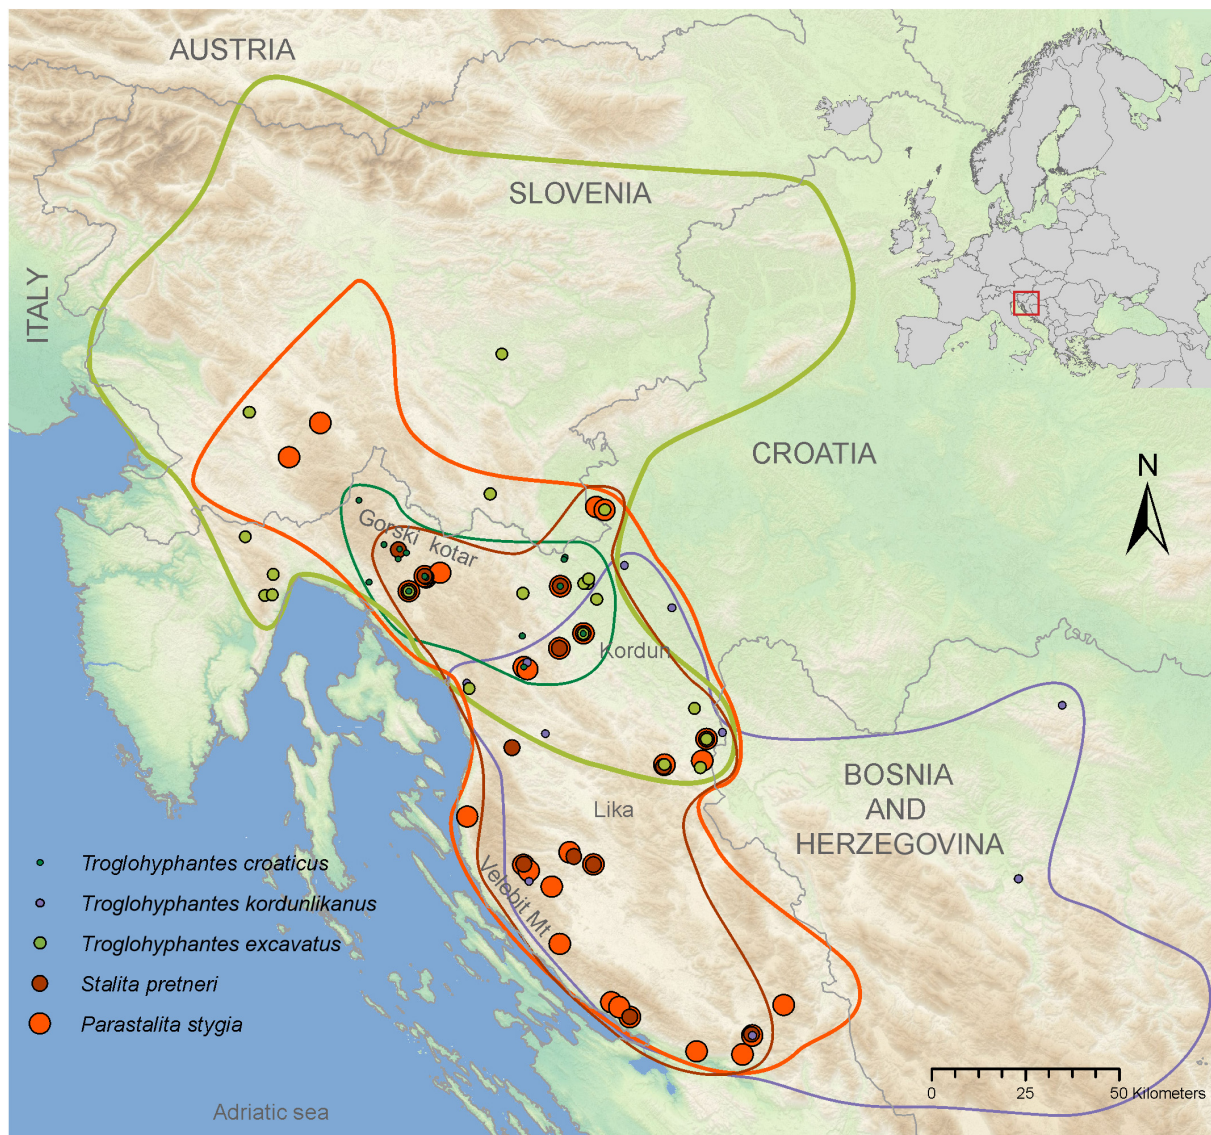 AUSTRIA
SLOVENIA
ITALY
CROATIA
N
Gorski kotar
Kordun
BOSNIA
AND
HERZEGOVINA
Lika
Velebit Mt
Troglohyphantes croaticus
Troglohyphantes kordunlikanus
Troglohyphantes excavatus
Stalita pretneri
Parastalita stygia
0 25 50 Kilometers
Adriatic sea